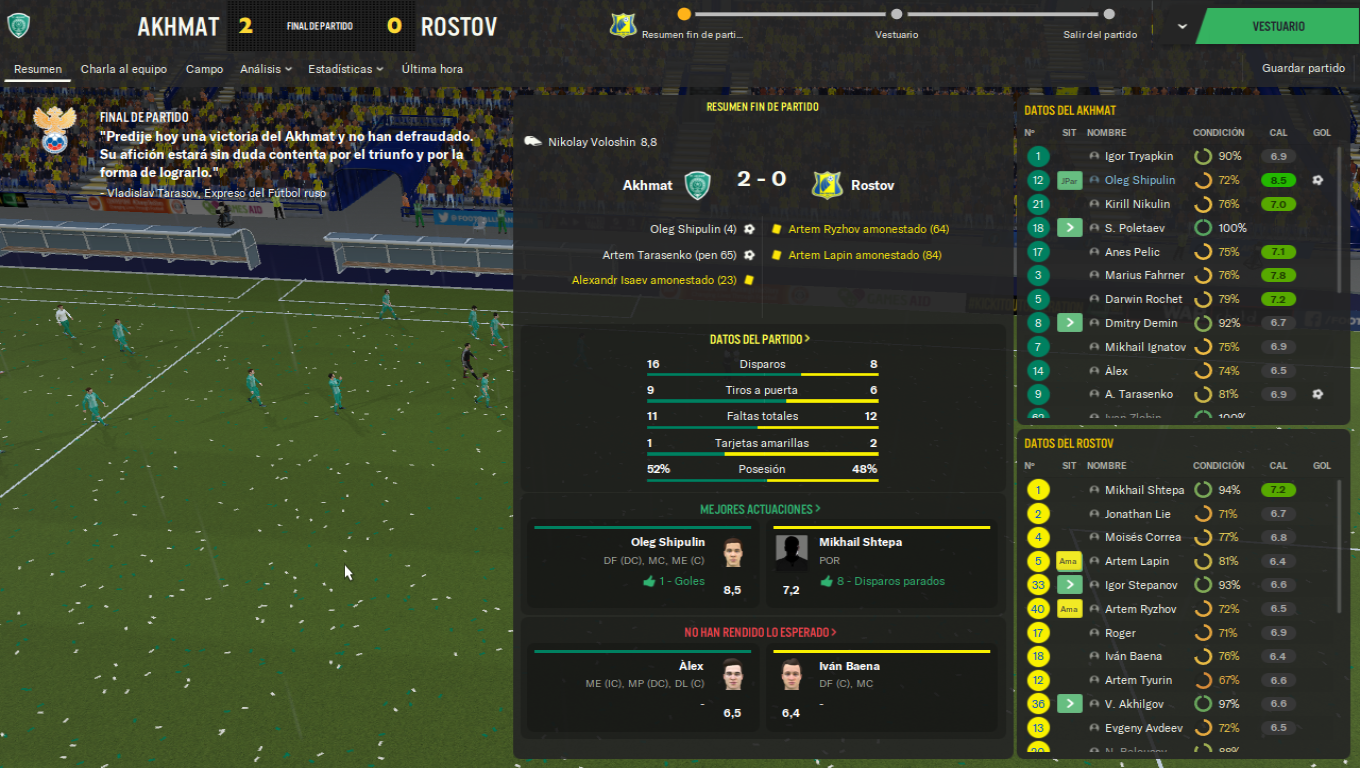 AKHMAT 2 FINAL DE PARTIDO 0 ROSTOV
Resumen fin de parti...
Vestuario
Salir del partido
VESTUARIO
Resumen
Charla al equipo
Campo
Análisis
Estadísticas
Última hora
Guardar partido
FINAL DE PARTIDO
"Predije hoy una victoria del Akhmat y no han defraudado.
Su afición estará sin duda contenta por el triunfo y por la
forma de lograrlo."
- Vladislav Tarasov, Expreso del Fútbol ruso
RESUMEN FIN DE PARTIDO
Nikolay Voloshin 8,8
Akhmat 2 - 0 Rostov
Oleg Shipulin (4)
Artem Ryzhov amonestado (64)
Artem Tarasenko (pen 65)
Artem Lapin amonestado (84)
Alexandr Isaev amonestado (23)
DATOS DEL PARTIDO >
16 Disparos 8
9 Tiros a puerta 6
11 Faltas totales 12
1 Tarjetas amarillas 2
52% Posesión 48%
MEJORES ACTUACIONES >
Oleg Shipulin
DF (DC), MC, ME (C)
1 - Goles
8,5
Mikhail Shtepa
POR
8 - Disparos parados
7,2
NO HAN RENDIDO LO ESPERADO >
Àlex
ME (IC), MP (DC), DL (C)
-
6,5
Iván Baena
DF (C), MC
-
6,4
DATOS DEL AKHMAT
Nº SIT NOMBRE CONDICIÓN CAL GOL
1 Igor Tryapkin 90% 6.9
12 JPar Oleg Shipulin 72% 8.5
21 Kirill Nikulin 76% 7.0
18 S. Poletaev 100%
17 Anes Pelic 75% 7.1
3 Marius Fahrner 76% 7.8
5 Darwin Rochet 79% 7.2
8 Dmitry Demin 92% 6.7
7 Mikhail Ignatov 75% 6.9
14 Àlex 74% 6.5
9 A. Tarasenko 81% 6.9
DATOS DEL ROSTOV
Nº SIT NOMBRE CONDICIÓN CAL GOL
1 Mikhail Shtepa 94% 7.2
2 Jonathan Lie 71% 6.7
4 Moisés Correa 77% 6.8
5 Ama Artem Lapin 81% 6.4
33 Igor Stepanov 93% 6.6
40 Ama Artem Ryzhov 72% 6.5
17 Roger 71% 6.9
18 Iván Baena 76% 6.4
12 Artem Tyurin 67% 6.6
36 V. Akhilgov 97% 6.6
13 Evgeny Avdeev 72% 6.5